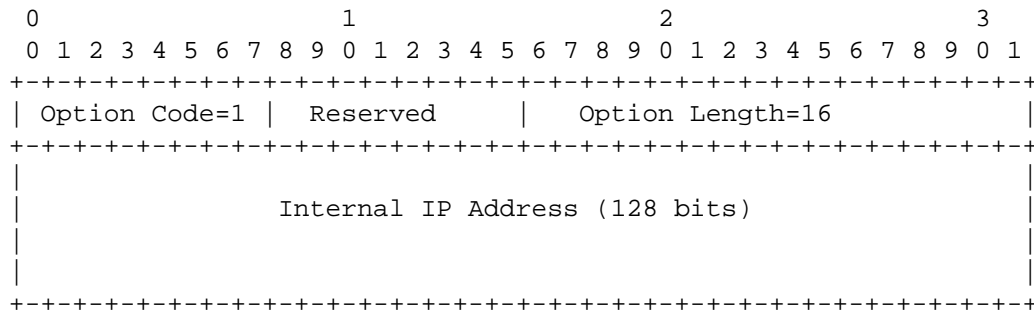 0                   1                   2                   3
 0 1 2 3 4 5 6 7 8 9 0 1 2 3 4 5 6 7 8 9 0 1 2 3 4 5 6 7 8 9 0 1
+-+-+-+-+-+-+-+-+-+-+-+-+-+-+-+-+-+-+-+-+-+-+-+-+-+-+-+-+-+-+-+-+
| Option Code=1 |  Reserved     |   Option Length=16            |
+-+-+-+-+-+-+-+-+-+-+-+-+-+-+-+-+-+-+-+-+-+-+-+-+-+-+-+-+-+-+-+-+
|                                                               |
|                Internal IP Address (128 bits)                 |
|                                                               |
|                                                               |
+-+-+-+-+-+-+-+-+-+-+-+-+-+-+-+-+-+-+-+-+-+-+-+-+-+-+-+-+-+-+-+-+